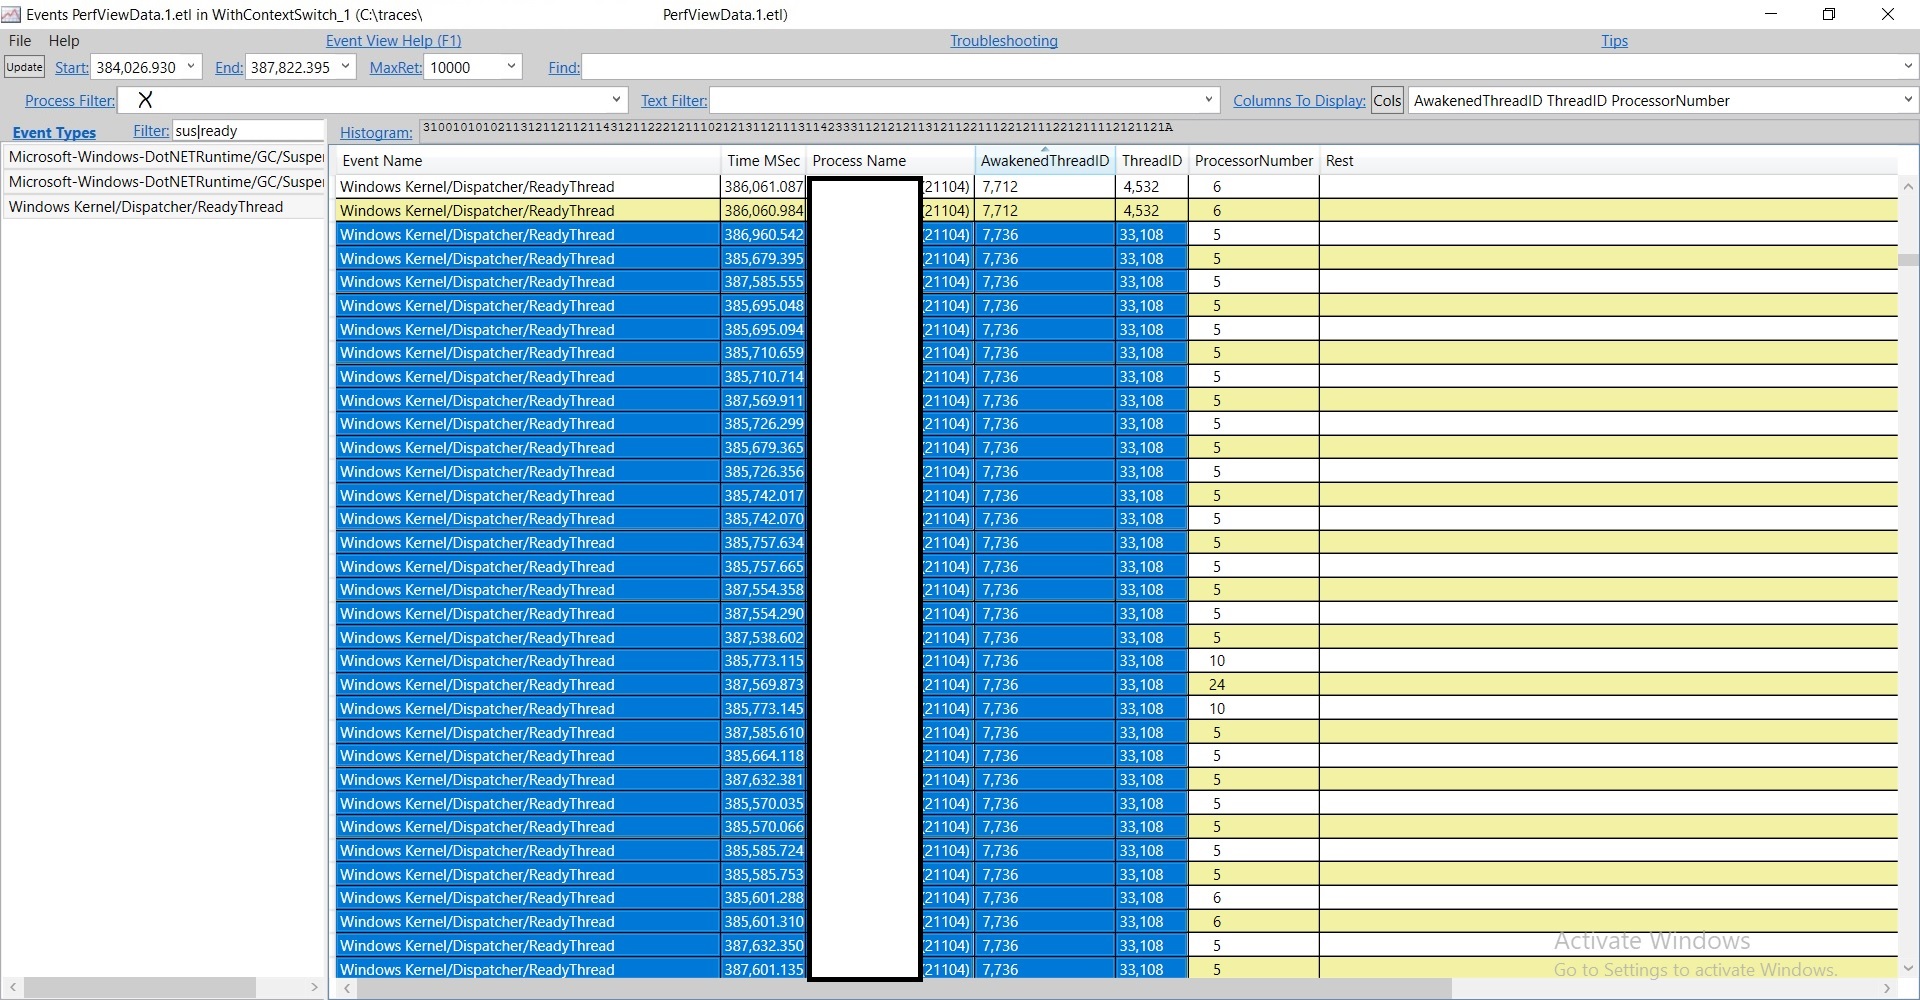 Events PerfViewData.1.etl in WithContextSwitch_1 (C:\traces\ PerfViewData.1.etl)
File Help Event View Help (F1) Troubleshooting Tips
Update Start: 384,026.930 End: 387,822.395 MaxRet: 10000 Find:
Process Filter: X Text Filter: Columns To Display: Cols AwakenedThreadID ThreadID ProcessorNumber
Event Types Filter: sus|ready Histogram: 
Microsoft-Windows-DotNETRuntime/GC/Suspe
Microsoft-Windows-DotNETRuntime/GC/Suspe
Windows Kernel/Dispatcher/ReadyThread
Event Name Time MSec Process Name AwakenedThreadID ThreadID ProcessorNumber Rest
Windows Kernel/Dispatcher/ReadyThread 386,061.087 (21104) 7,712 4,532 6
Windows Kernel/Dispatcher/ReadyThread 386,060.984 (21104) 7,712 4,532 6
Windows Kernel/Dispatcher/ReadyThread 386,960.542 (21104) 7,736 33,108 5
Windows Kernel/Dispatcher/ReadyThread 385,679.395 (21104) 7,736 33,108 5
Windows Kernel/Dispatcher/ReadyThread 387,585.555 (21104) 7,736 33,108 5
Windows Kernel/Dispatcher/ReadyThread 385,695.048 (21104) 7,736 33,108 5
Windows Kernel/Dispatcher/ReadyThread 385,695.094 (21104) 7,736 33,108 5
Windows Kernel/Dispatcher/ReadyThread 385,710.659 (21104) 7,736 33,108 5
Windows Kernel/Dispatcher/ReadyThread 385,710.714 (21104) 7,736 33,108 5
Windows Kernel/Dispatcher/ReadyThread 387,569.911 (21104) 7,736 33,108 5
Windows Kernel/Dispatcher/ReadyThread 385,726.299 (21104) 7,736 33,108 5
Windows Kernel/Dispatcher/ReadyThread 385,679.365 (21104) 7,736 33,108 5
Windows Kernel/Dispatcher/ReadyThread 385,726.356 (21104) 7,736 33,108 5
Windows Kernel/Dispatcher/ReadyThread 385,742.017 (21104) 7,736 33,108 5
Windows Kernel/Dispatcher/ReadyThread 385,742.070 (21104) 7,736 33,108 5
Windows Kernel/Dispatcher/ReadyThread 385,757.634 (21104) 7,736 33,108 5
Windows Kernel/Dispatcher/ReadyThread 385,757.665 (21104) 7,736 33,108 5
Windows Kernel/Dispatcher/ReadyThread 387,554.358 (21104) 7,736 33,108 5
Windows Kernel/Dispatcher/ReadyThread 387,554.290 (21104) 7,736 33,108 5
Windows Kernel/Dispatcher/ReadyThread 387,538.602 (21104) 7,736 33,108 5
Windows Kernel/Dispatcher/ReadyThread 385,773.115 (21104) 7,736 33,108 10
Windows Kernel/Dispatcher/ReadyThread 387,569.873 (21104) 7,736 33,108 24
Windows Kernel/Dispatcher/ReadyThread 385,773.145 (21104) 7,736 33,108 10
Windows Kernel/Dispatcher/ReadyThread 387,585.610 (21104) 7,736 33,108 5
Windows Kernel/Dispatcher/ReadyThread 385,664.118 (21104) 7,736 33,108 5
Windows Kernel/Dispatcher/ReadyThread 387,632.381 (21104) 7,736 33,108 5
Windows Kernel/Dispatcher/ReadyThread 385,570.035 (21104) 7,736 33,108 5
Windows Kernel/Dispatcher/ReadyThread 385,570.066 (21104) 7,736 33,108 5
Windows Kernel/Dispatcher/ReadyThread 385,585.724 (21104) 7,736 33,108 5
Windows Kernel/Dispatcher/ReadyThread 385,585.753 (21104) 7,736 33,108 5
Windows Kernel/Dispatcher/ReadyThread 385,601.288 (21104) 7,736 33,108 6
Windows Kernel/Dispatcher/ReadyThread 385,601.310 (21104) 7,736 33,108 6
Windows Kernel/Dispatcher/ReadyThread 387,632.350 (21104) 7,736 33,108 5
Windows Kernel/Dispatcher/ReadyThread 387,601.135 (21104) 7,736 33,108 5
Activate Windows
Go to Settings to activate Windows.